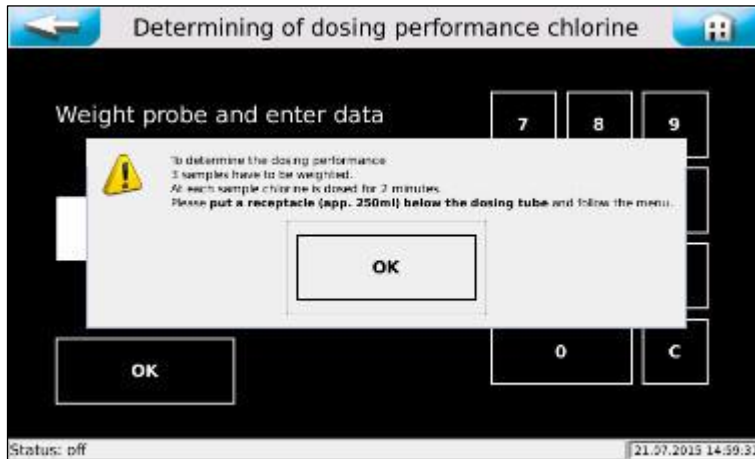 Determining of dosing performance chlorine
Weight probe and enter data
7
8
9
To determine the dosing performance
3 samples have to be weighted.
At each sample chlorine is dosed for 2 minutes.
Please put a receptacle (app. 250ml) below the dosing tube and follow the menu.
OK
0
C
OK
Status: off
21.07.2015 14:59:3